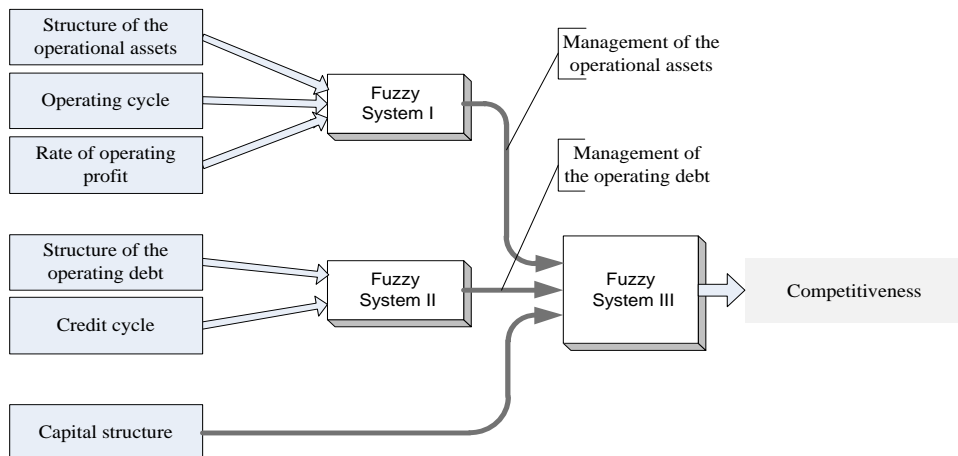 Structure of the
operational assets
Operating cycle
Rate of operating
profit
Fuzzy
System I
Management of the
operational assets
Management of
the operating debt
Structure of the
operating debt
Credit cycle
Fuzzy
System II
Fuzzy
System III
Competitiveness
Capital structure